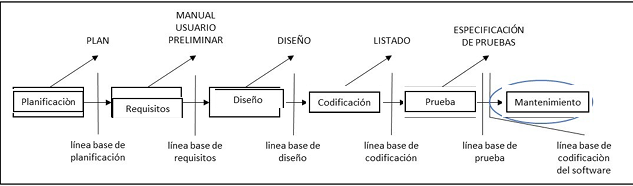 MANUAL
USUARIO
PRELIMINAR
ESPECIFICACIÓN
DE PRUEBAS
PLAN
DISEÑO
LISTADO
Planificaciòn
Requisitos
Diseño
Codificación
Prueba
Mantenimiento
línea base de
planificación
línea base de
requisitos
línea base de
diseño
línea base de
codificación
línea base de
prueba
línea base de
codificaciòn
del software